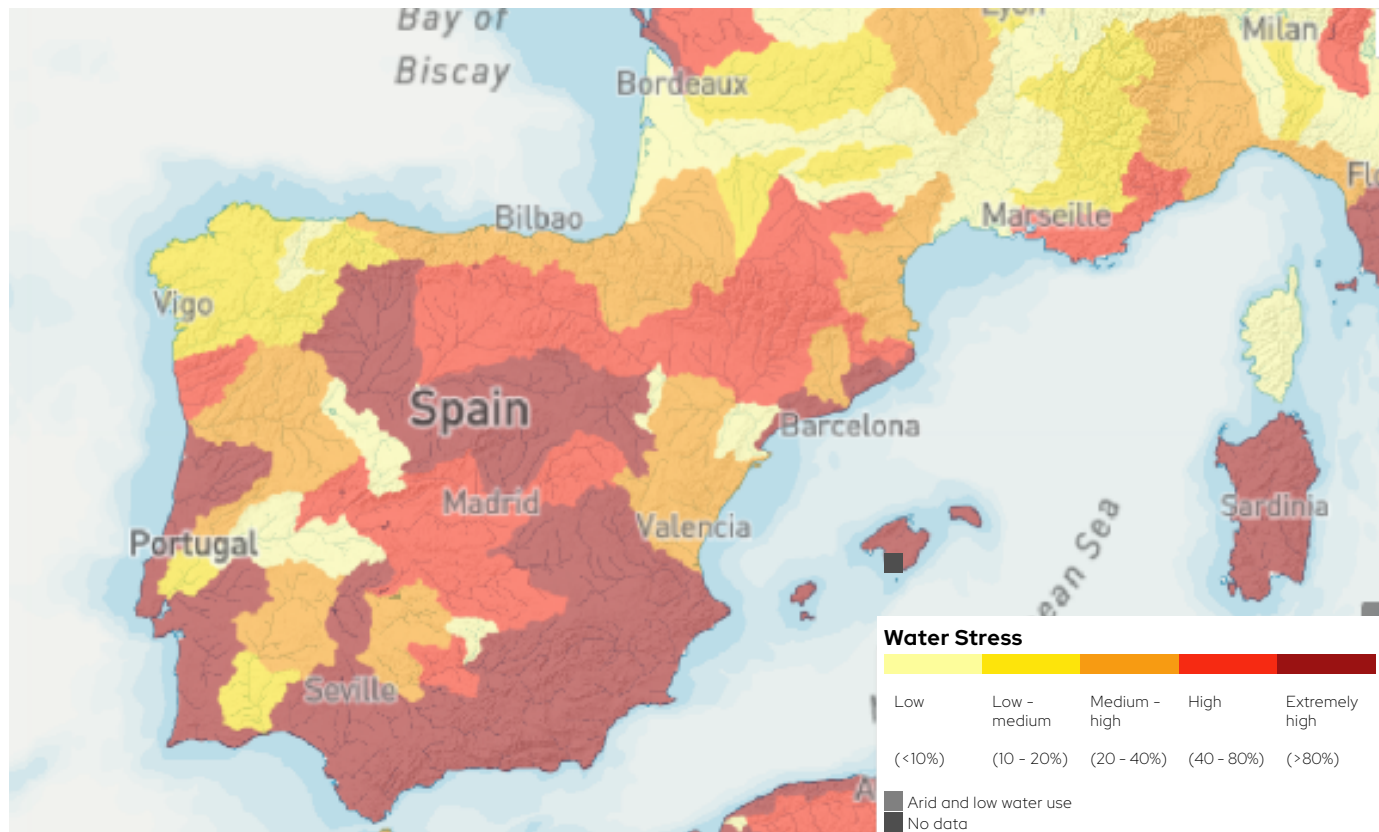 Bay of
Biscay
Lyon
Milan
Bordeaux
Marseille
Bilbao
Vigo
Spain
Barcelona
Madrid
Valencia
Portugal
Seville
Sardinia
ean Sea
Water Stress
Low
Low -
medium
Medium -
high
High
Extremely
high
(<10%)
(10 - 20%)
(20 - 40%)
(40 - 80%)
(>80%)
Arid and low water use
No data